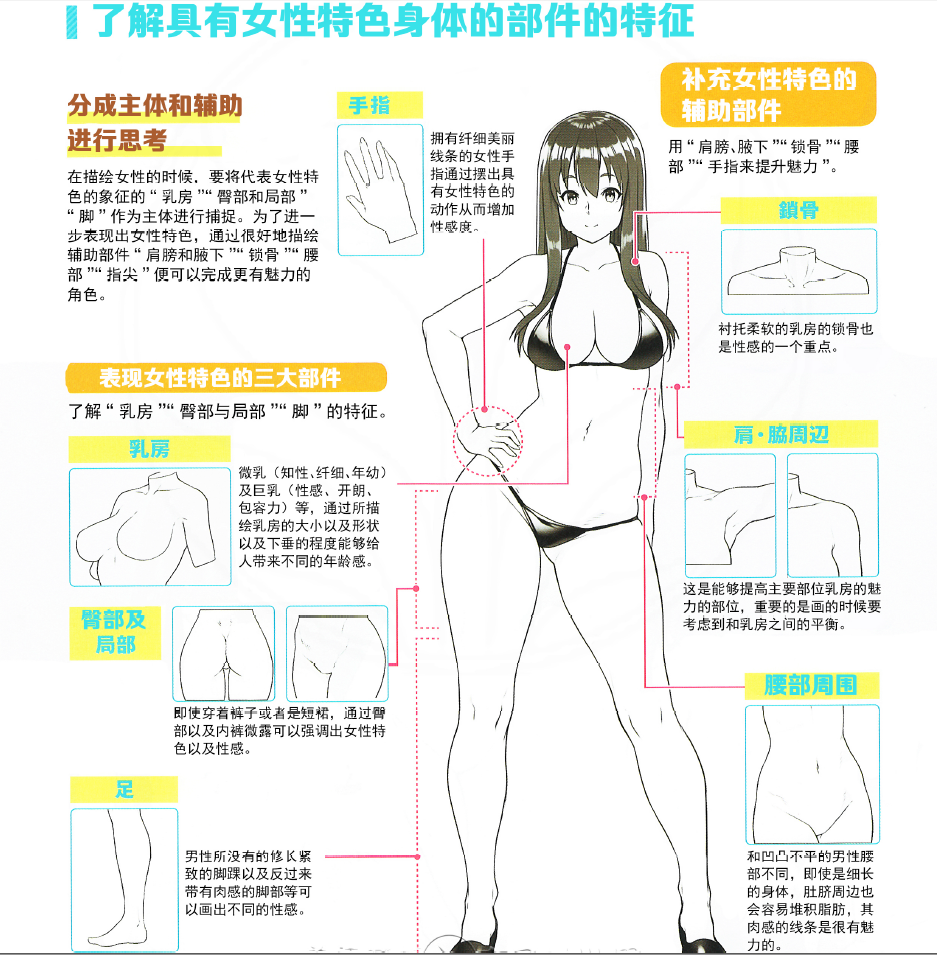 了解具有女性特色身体的部件的特征
分成主体和辅助
进行思考
在描绘女性的时候，要将代表女性特
色的象征的“乳房”“臀部和局部”
“脚”作为主体进行捕捉。为了进一
步表现出女性特色，通过很好地描绘
辅助部件“肩膀和腋下”“锁骨”“腰
部”“指尖”便可以完成更有魅力的
角色。
手指
拥有纤细美丽
线条的女性手
指通过摆出具
有女性特色的
动作从而增加
性感度。
补充女性特色的
辅助部件
用“肩膀、腋下”“锁骨”“腰
部”“手指来提升魅力”。
鎖骨
衬托柔软的乳房的锁骨也
是性感的一个重点。
表现女性特色的三大部件
了解“乳房”“臀部与局部”“脚”的特征。
乳房
微乳（知性、纤细、年幼）
及巨乳（性感、开朗、
包容力）等，通过所描
绘乳房的大小以及形状
以及下垂的程度能够给
人带来不同的年龄感。
肩·脇周辺
这是能够提高主要部位乳房的魅
力的部位，重要的是画的时候要
考虑到和乳房之间的平衡。
臀部及
局部
即使穿着裤子或者是短裙，通过臀
部以及内裤微露可以强调出女性特
色以及性感。
腰部周围
和凹凸不平的男性腰
部不同，即使是细长
的身体，肚脐周边也
会容易堆积脂肪，其
肉感的线条是很有魅
力的。
足
男性所没有的修长紧
致的脚踝以及反过来
带有肉感的脚部等可
以画出不同的性感。